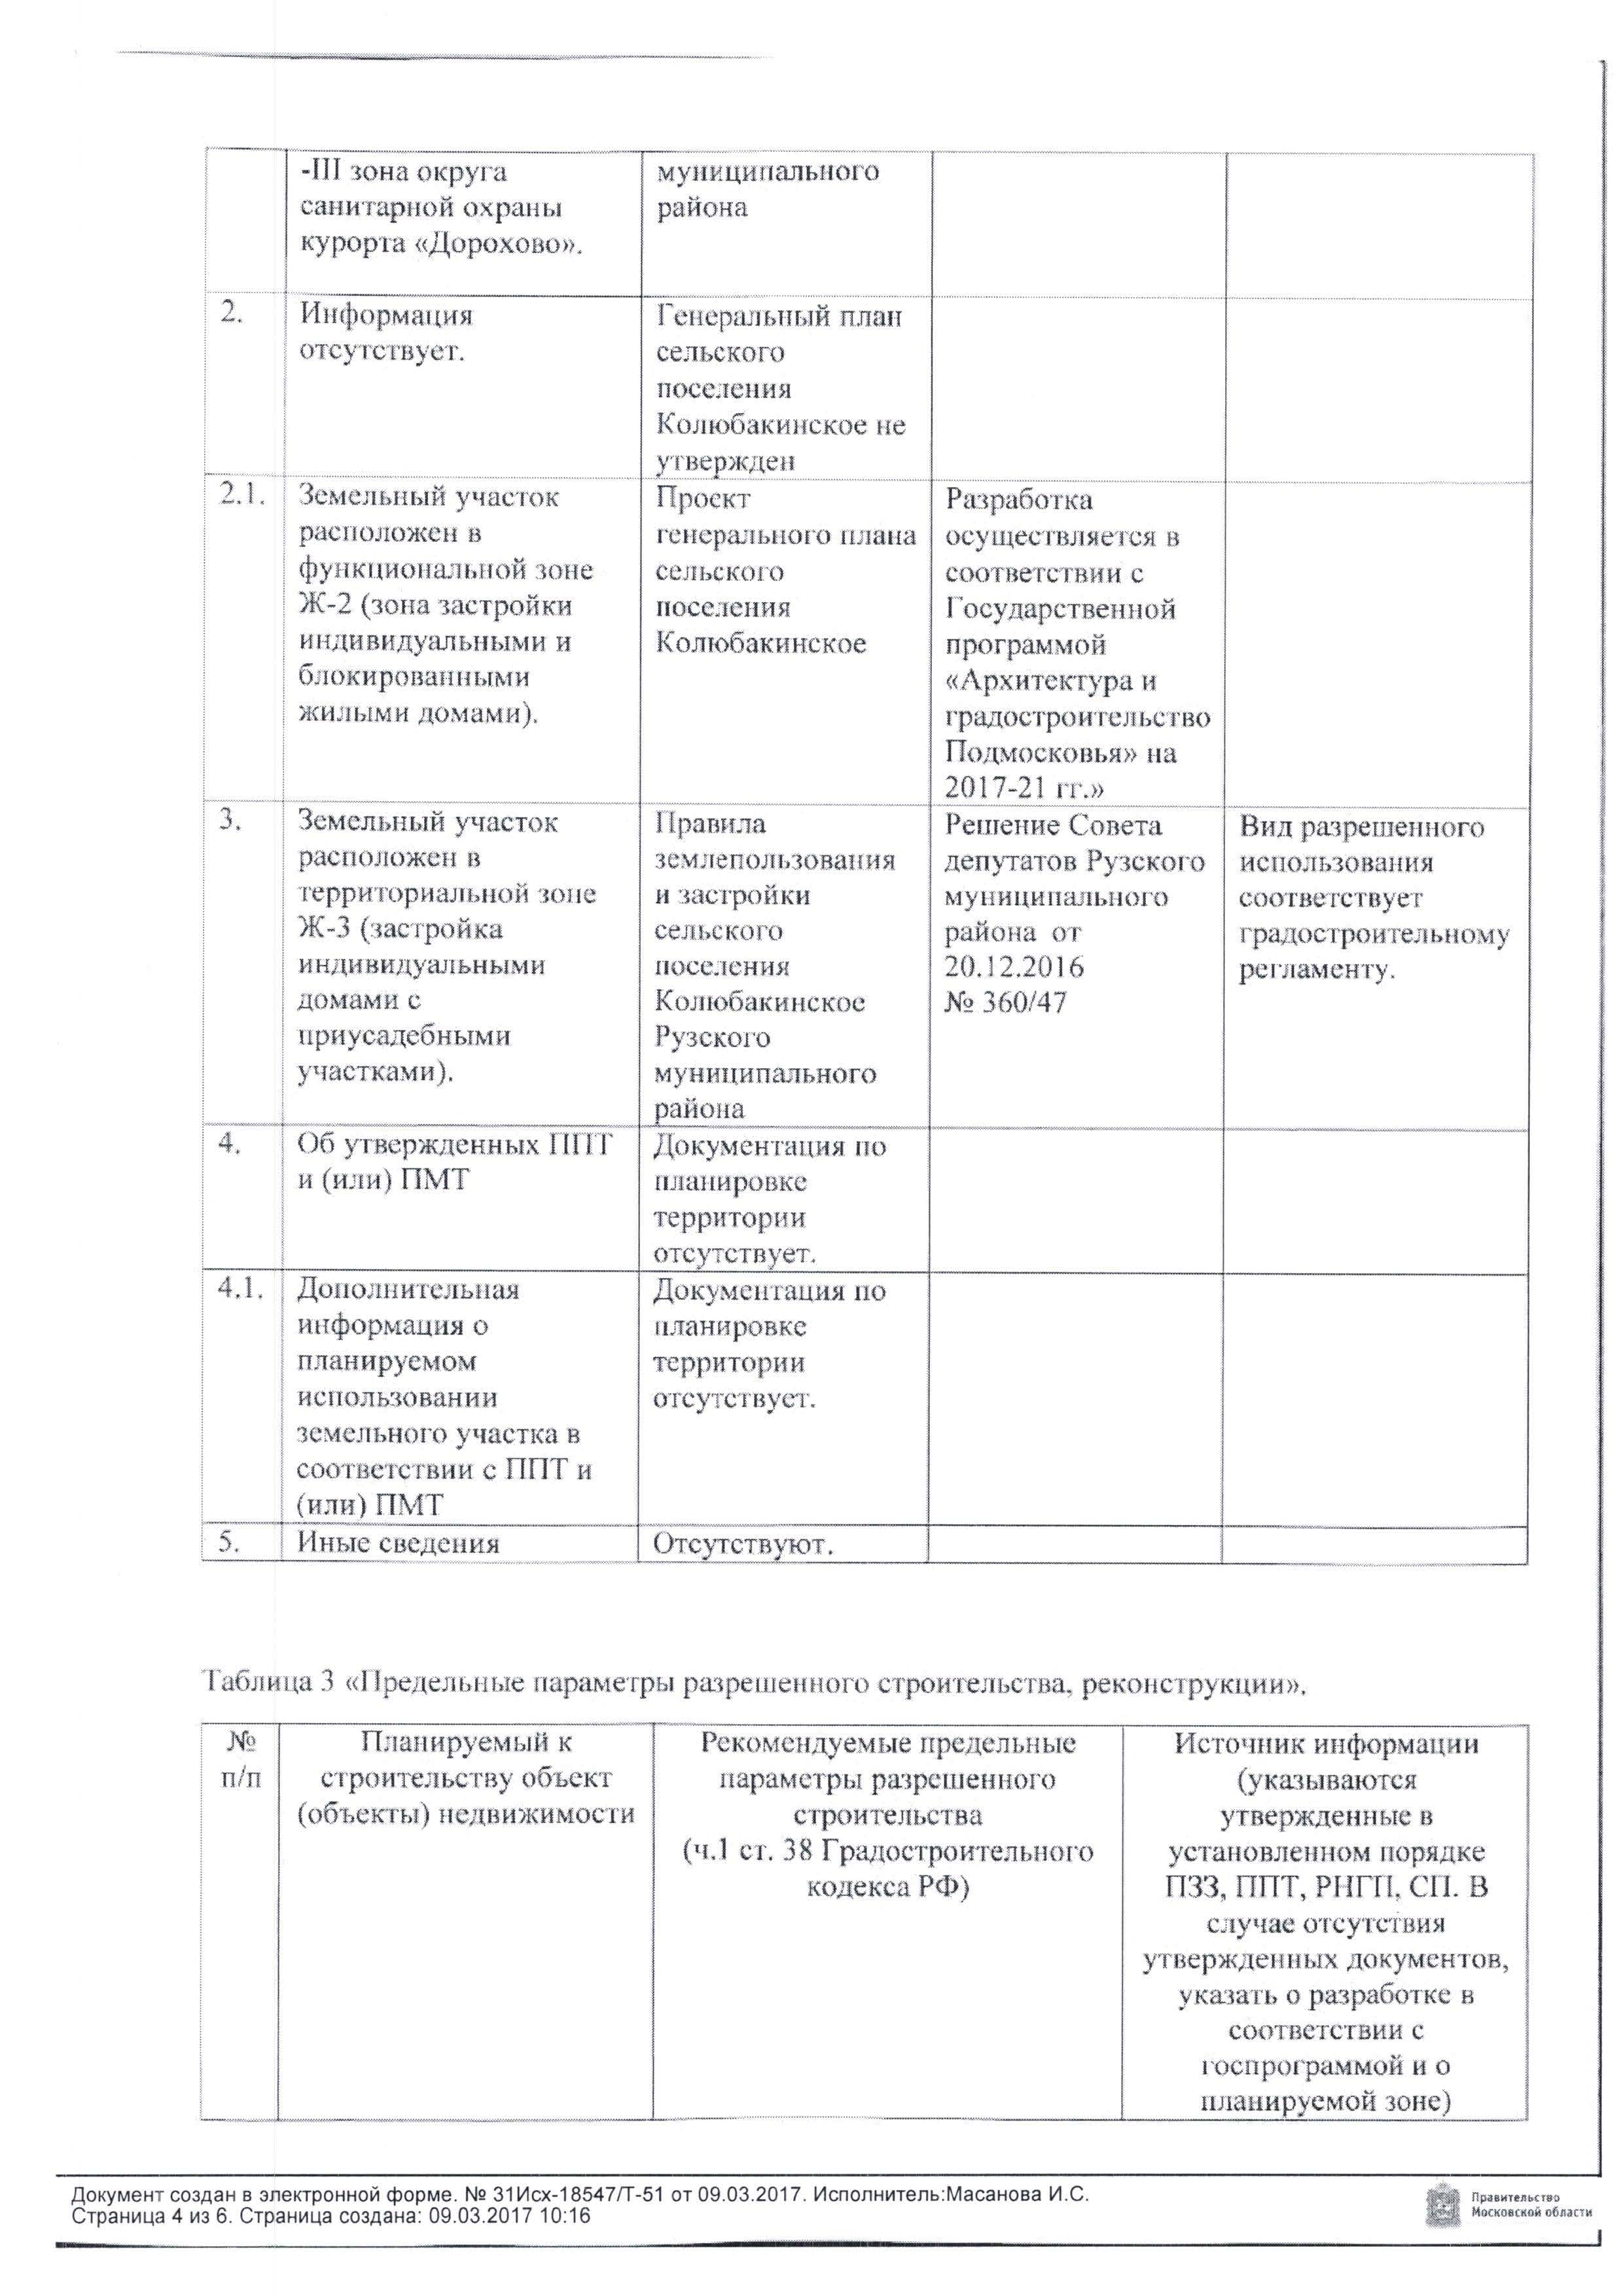 -III зона округа
санитарной охраны
курорта «Дорохово».
муниципального
района
2.
Информация
отсутствует.
Генеральный план
сельского
поселения
Колюбакинское не
утвержден
2.1.
Земельный участок
расположен в
функциональной зоне
Ж-2 (зона застройки
индивидуальными и
блокированными
жилыми домами).
Проект
генерального плана
сельского
поселения
Колюбакинское
Разработка
осуществляется в
соответствии с
Государственной
программой
«Архитектура и
градостроительство
Подмосковья» на
2017-21 гг.»
3.
Земельный участок
расположен в
территориальной зоне
Ж-3 (застройка
индивидуальными
домами с
приусадебными
участками).
Правила
землепользования
и застройки
сельского
поселения
Колюбакинское
Рузского
муниципального
района
Решение Совета
депутатов Рузского
муниципального
района от
20.12.2016
№ 360/47
Вид разрешенного
использования
соответствует
градостроительному
регламенту.
4.
Об утвержденных ППТ
и (или) ПМТ
Документация по
планировке
территории
отсутствует.
4.1.
Дополнительная
информация о
планируемом
использовании
земельного участка в
соответствии с ППТ и
(или) ПМТ
Документация по
планировке
территории
отсутствует.
5.
Иные сведения
Отсутствуют.
Таблица 3 «Предельные параметры разрешенного строительства, реконструкции».
№
п/п
Планируемый к
строительству объект
(объекты) недвижимости
Рекомендуемые предельные
параметры разрешенного
строительства
(ч.1 ст. 38 Градостроительного
кодекса РФ)
Источник информации
(указываются
утвержденные в
установленном порядке
ПЗЗ, ППТ, РНГП, СП. В
случае отсутствия
утвержденных документов,
указать о разработке в
соответствии с
госпрограммой и о
планируемой зоне)
Документ создан в электронной форме. № 31Исх-18547/Т-51 от 09.03.2017. Исполнитель:Масанова И.С.
Страница 4 из 6. Страница создана: 09.03.2017 10:16
Правительство
Московской области